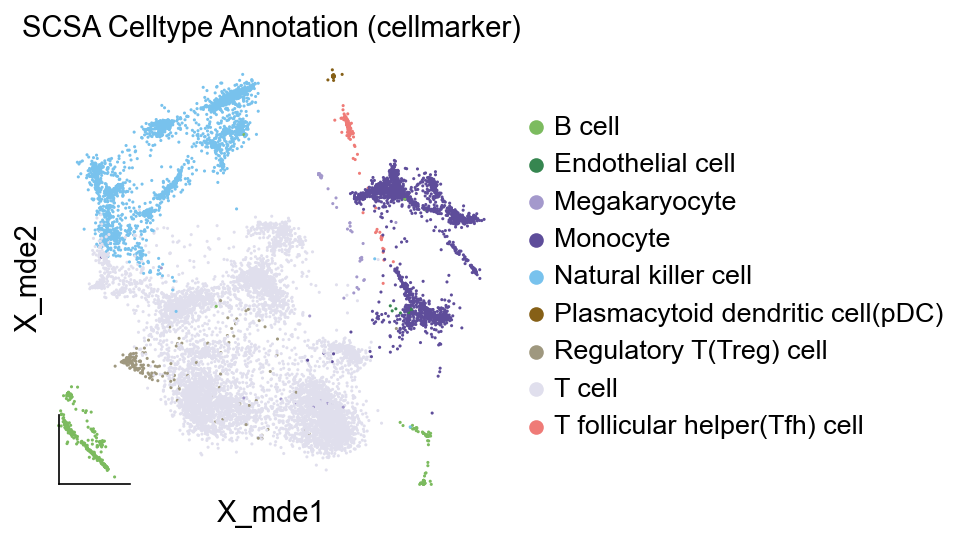 SCSA Celltype Annotation (cellmarker)
B cell
Endothelial cell
Megakaryocyte
Monocyte
Natural killer cell
Plasmacytoid dendritic cell(pDC)
Regulatory T(Treg) cell
T cell
T follicular helper(Tfh) cell
X_mde2
X_mde1